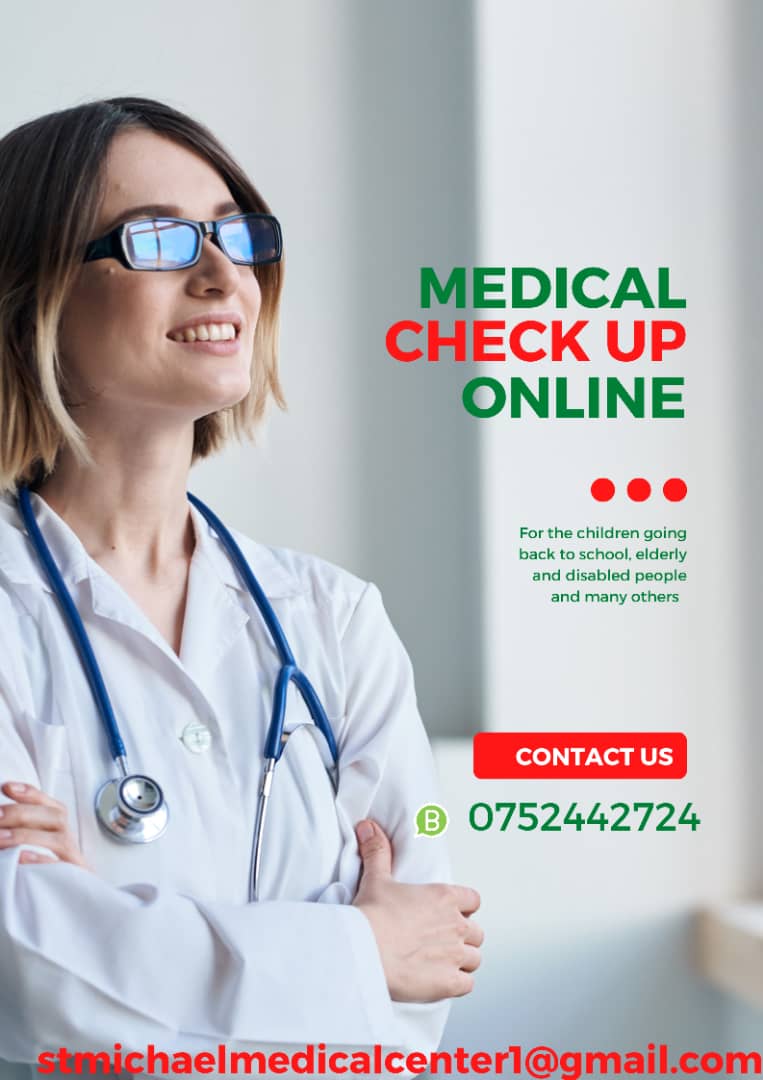 MEDICAL
CHECK UP
ONLINE
For the children going
back to school, elderly
and disabled people
and many others
CONTACT US
B 0752442724
stmichaelmedicalcenter1@gmail.com